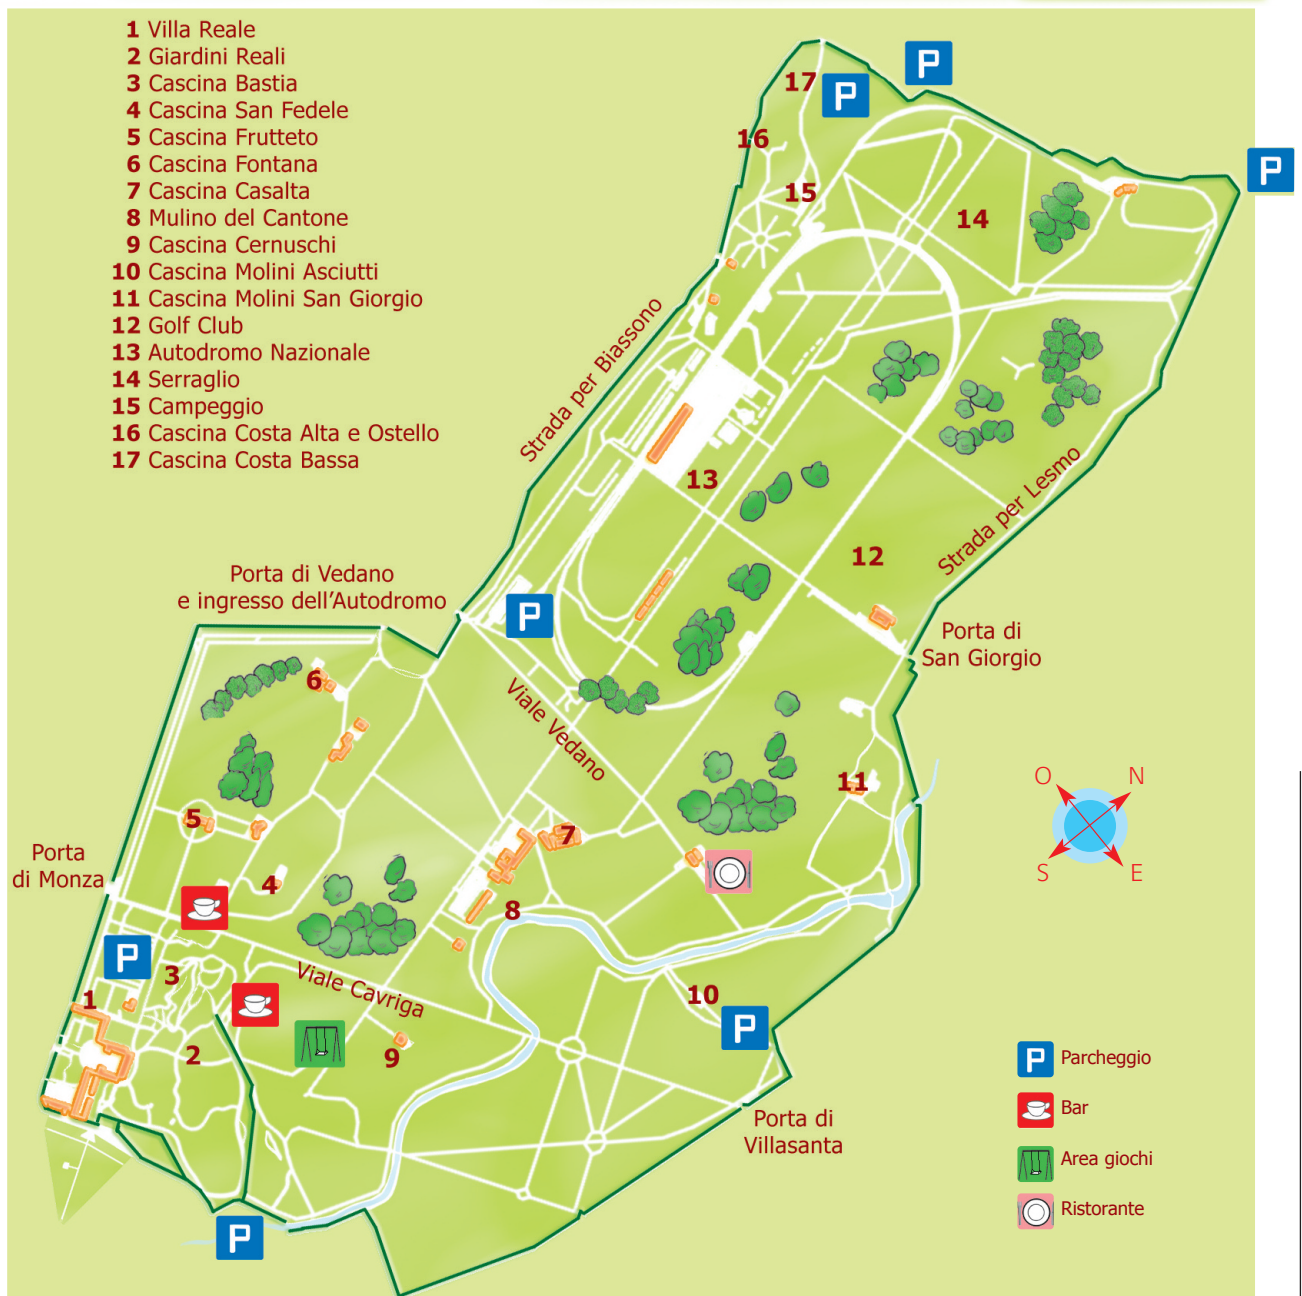 1 Villa Reale
2 Giardini Reali
3 Cascina Bastia
4 Cascina San Fedele
5 Cascina Frutteto
6 Cascina Fontana
7 Cascina Casalta
8 Mulino del Cantone
9 Cascina Cernuschi
10 Cascina Molini Asciutti
11 Cascina Molini San Giorgio
12 Golf Club
13 Autodromo Nazionale
14 Serraglio
15 Campeggio
16 Cascina Costa Alta e Ostello
17 Cascina Costa Bassa
P
17
P
16
P
15
14
Strada per Biassono
13
Strada per Lesmo
12
Porta di Vedano
e ingresso dell'Autodromo
P
Porta di
San Giorgio
6
Viale Vedano
11
5
7
O
N
S
E
Porta
di Monza
4
8
P
3
Viale Cavriga
1
10
P
2
9
Porta di
Villasanta
P
P Parcheggio
Bar
Area giochi
Ristorante